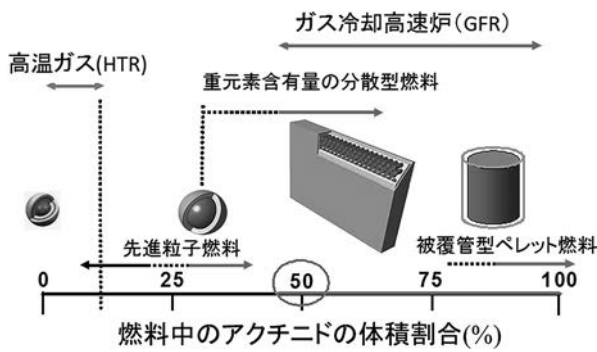 ガス冷却高速炉(GFR)
高温ガス(HTR)
重元素含有量の分散型燃料
先進粒子燃料
被覆管型ペレット燃料
0 25 50 75 100
燃料中のアクチニドの体積割合(%)